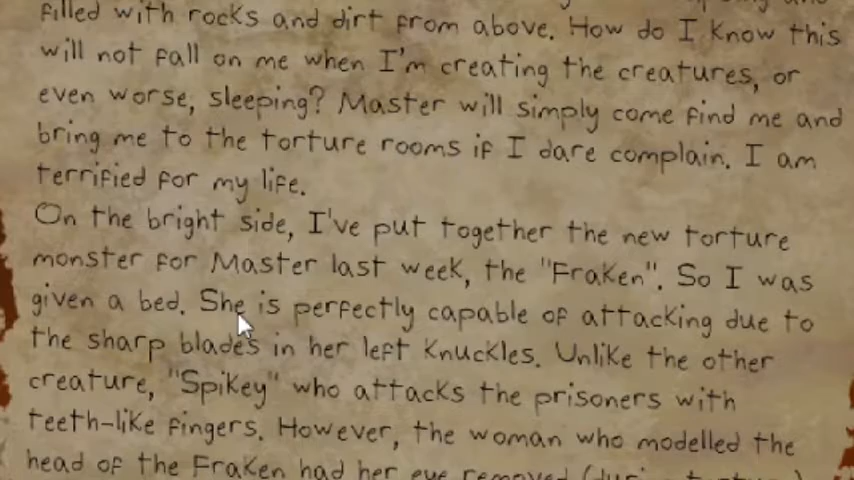 filled with rocks and dirt from above. How do I know this
will not fall on me when I'm creating the creatures, or
even worse, sleeping? Master will simply come find me and
bring me to the torture rooms if I dare complain. I am
terrified for my life.
On the bright side, I've put together the new torture
monster for Master last week, the "Fraken". So I was
given a bed. She is perfectly capable of attacking due to
the sharp blades in her left knuckles. Unlike the other
creature, "Spikey" who attacks the prisoners with
teeth-like fingers. However, the woman who modelled the
head of the Fraken had her eye removed